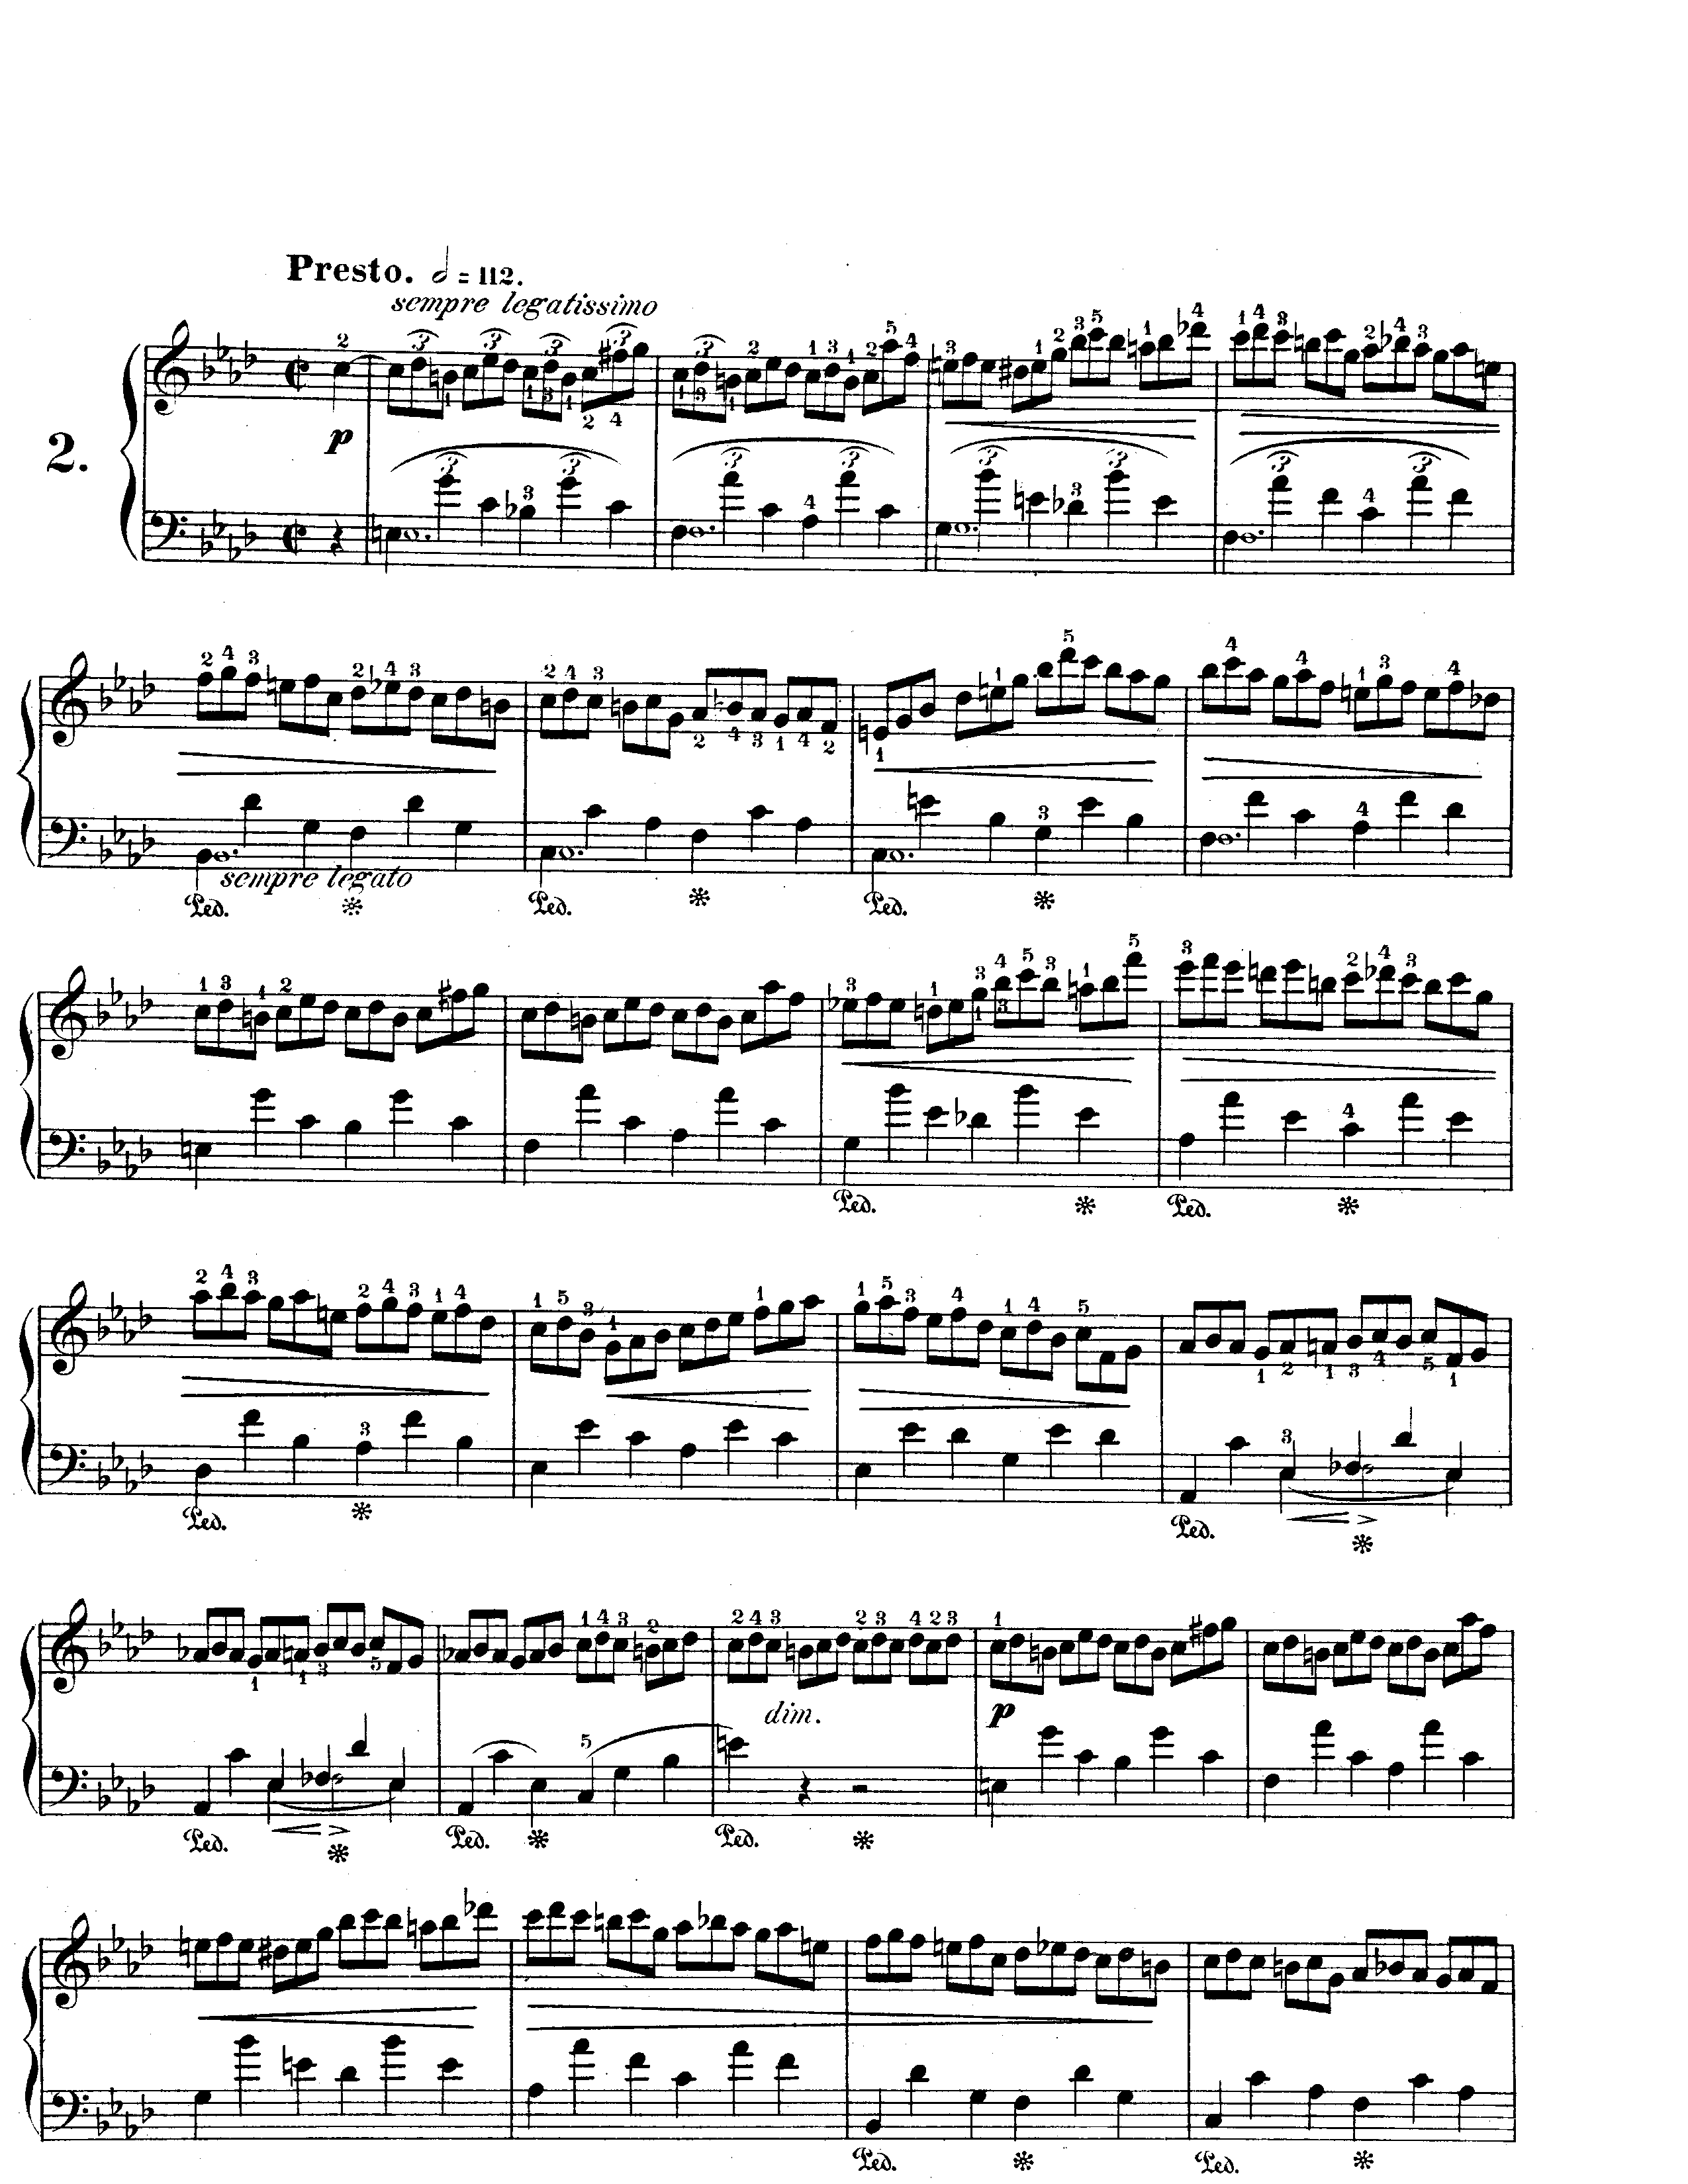 Presto. 𝅗𝅥 = 112.
sempre legatissimo
2.
p
sempre legato
Ped.
Ped.
Ped.
Ped.
Ped.
Ped.
Ped.
dim.
p
Ped.
Ped.
Ped.
Ped.
Ped.